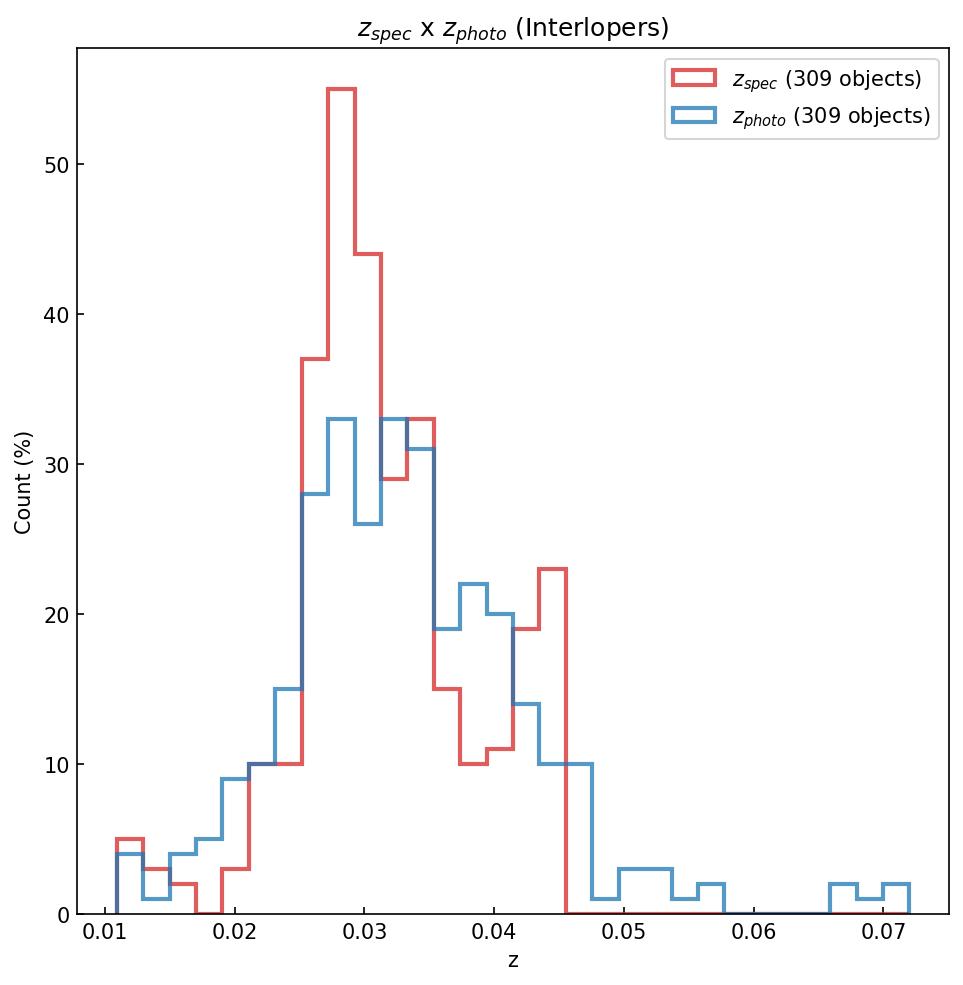 z_spec x z_photo (Interlopers)
z_spec (309 objects)
z_photo (309 objects)
Count (%)
50
40
30
20
10
0
0.01 0.02 0.03 0.04 0.05 0.06 0.07
z